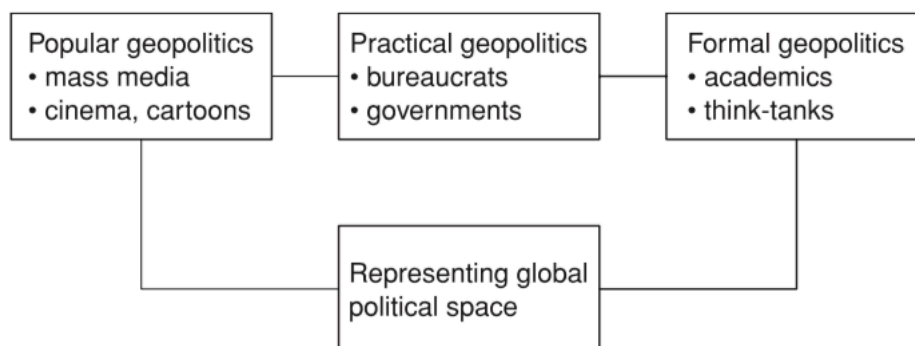 Popular geopolitics
• mass media
• cinema, cartoons
Practical geopolitics
• bureaucrats
• governments
Formal geopolitics
• academics
• think-tanks
Representing global
political space